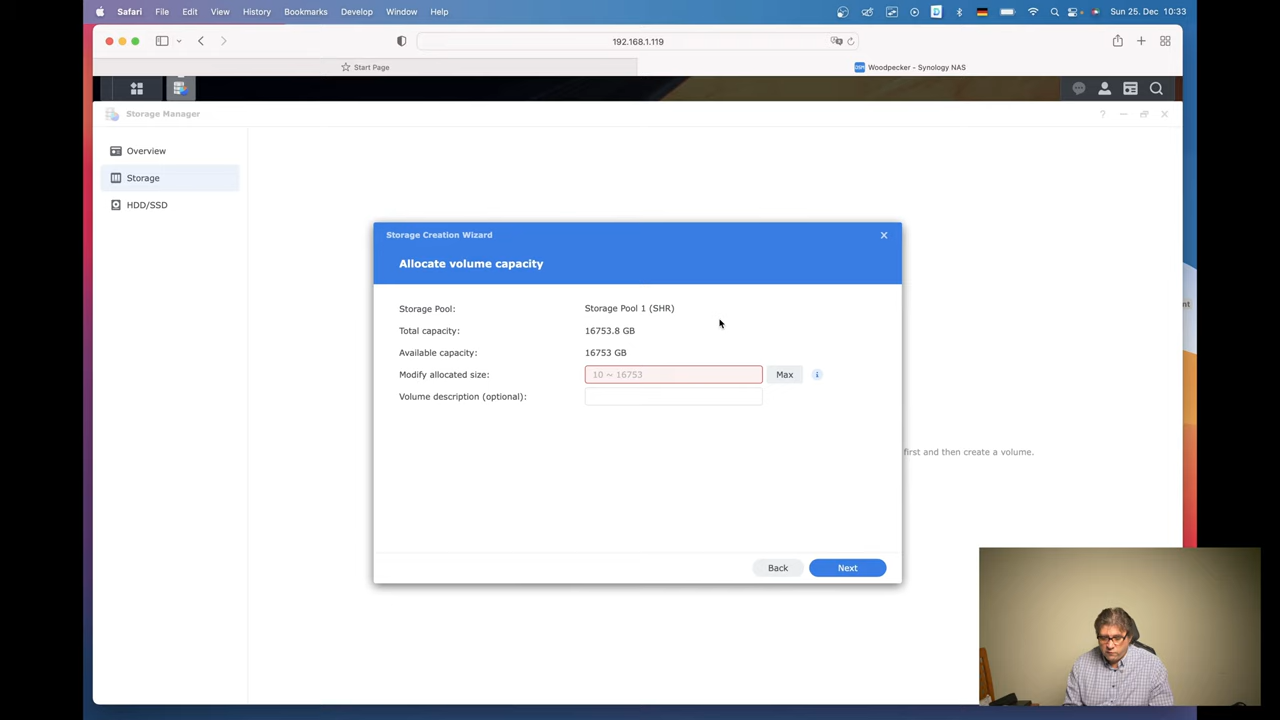 Safari File Edit View History Bookmarks Develop Window Help Sun 25. Dec 10:33
192.168.1.119
Start Page
DSM Woodpecker - Synology NAS
Storage Manager
?
Overview
Storage
HDD/SSD
Storage Creation Wizard
Allocate volume capacity
Storage Pool: Storage Pool 1 (SHR)
Total capacity: 16753.8 GB
Available capacity: 16753 GB
Modify allocated size: 10 ~ 16753 Max i
Volume description (optional):
first and then create a volume.
Back Next